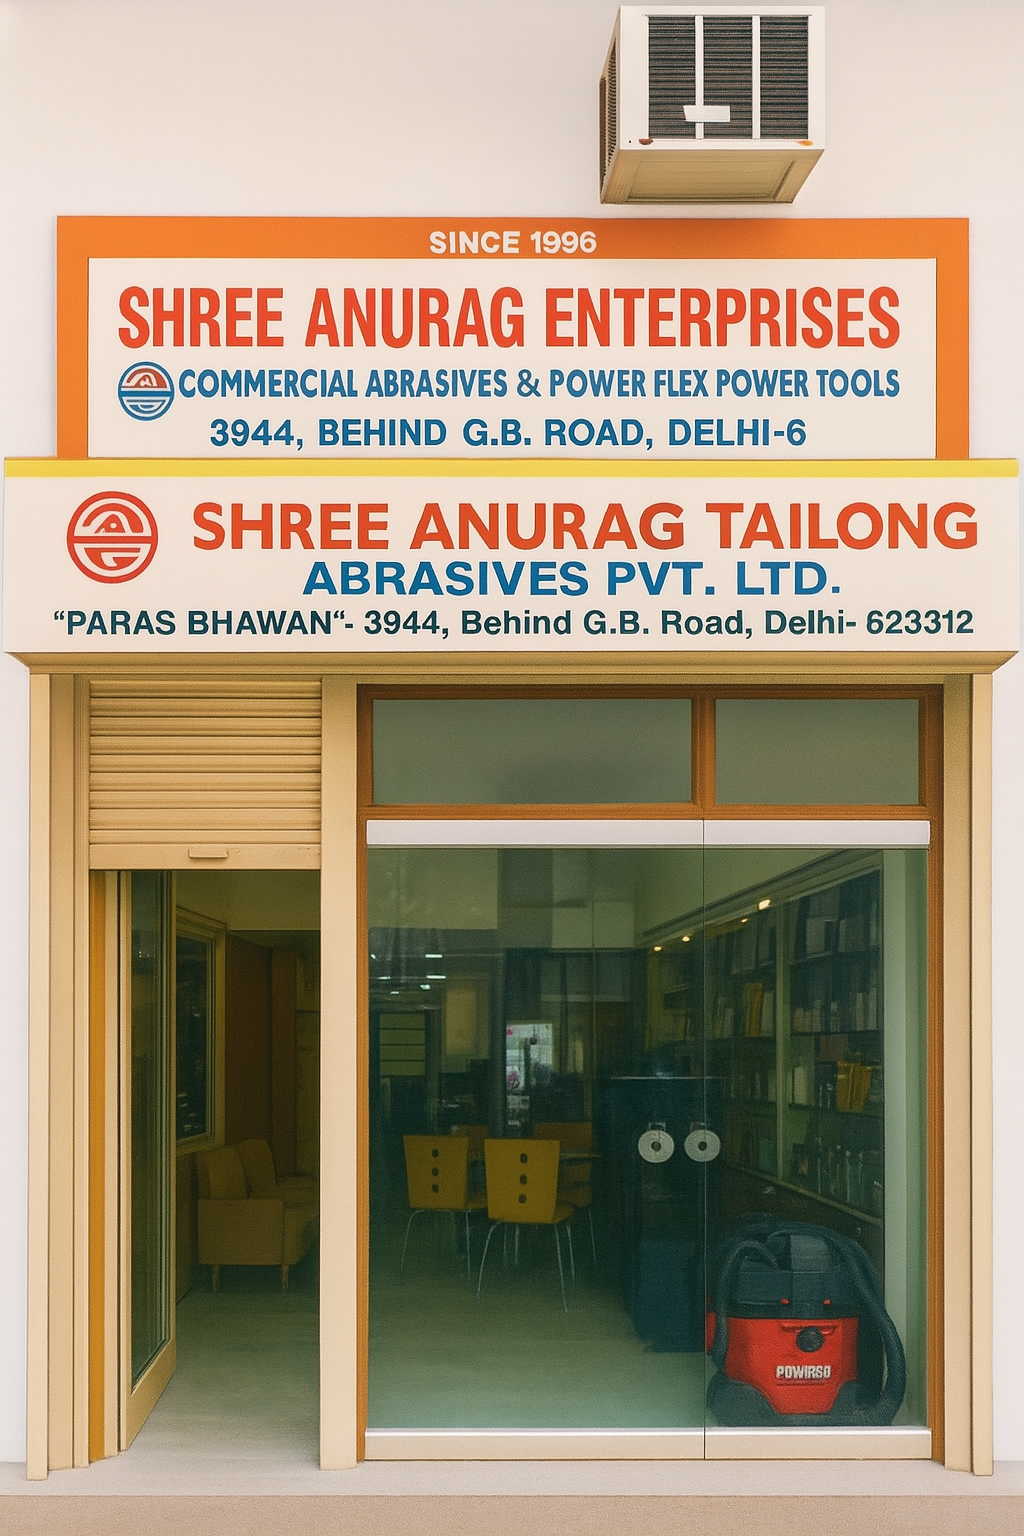 SINCE 1996
SHREE ANURAG ENTERPRISES
COMMERCIAL ABRASIVES & POWER FLEX POWER TOOLS
3944, BEHIND G.B. ROAD, DELHI-6
SHREE ANURAG TAILONG
ABRASIVES PVT. LTD.
“PARAS BHAWAN“- 3944, Behind G.B. Road, Delhi- 623312
POWIRSO